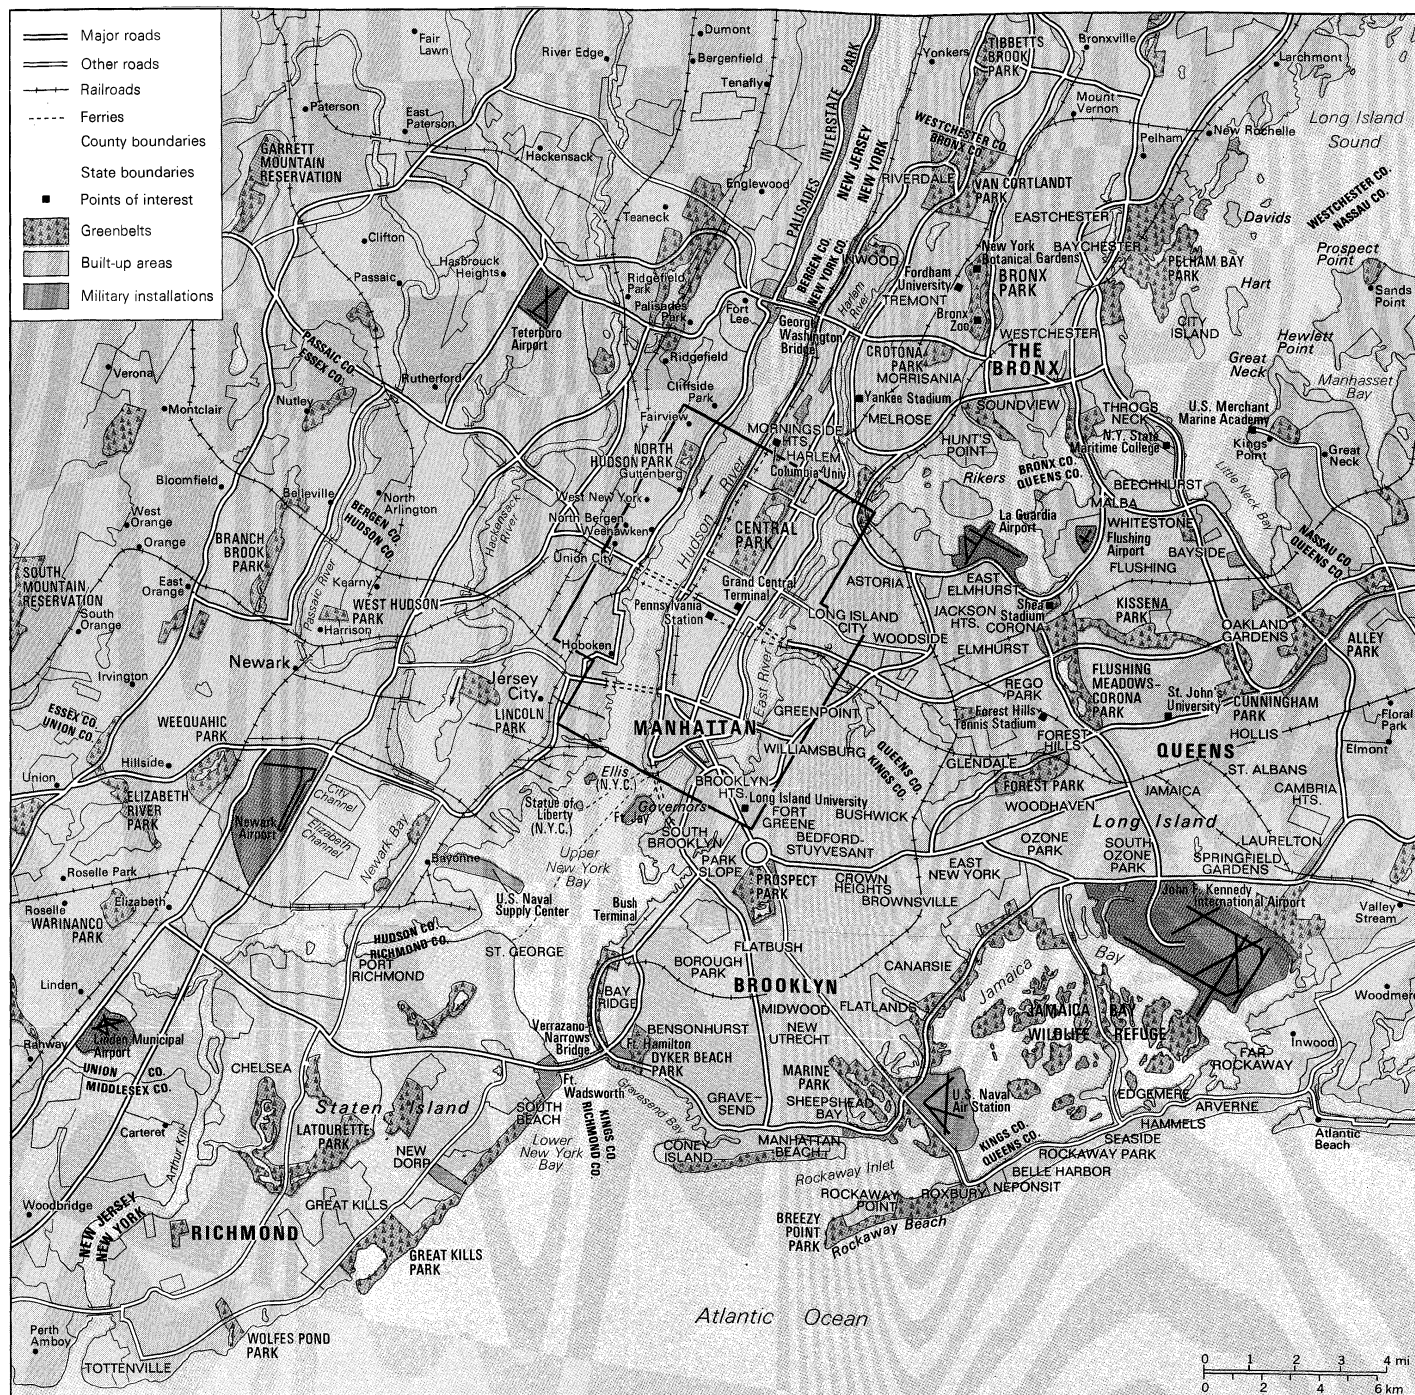 Major roads
Other roads
Railroads
Ferries
County boundaries
State boundaries
Points of interest
Greenbelts
Built-up areas
Military installations
Fair
Lawn
River Edge
Dumont
Bergenfield
Tenafly
PALISADES INTERSTATE PARK
NEW JERSEY
NEW YORK
Yonkers
TIBBETTS
BROOK
PARK
Bronxville
Larchmont
Paterson
East
Paterson
Mount
Vernon
Long Island
Sound
WESTCHESTER CO.
BRONX CO.
Pelham
New Rochelle
GARRETT
MOUNTAIN
RESERVATION
Hackensack
Englewood
RIVERDALE
VAN CORTLANDT
PARK
WESTCHESTER CO.
NASSAU CO.
Teaneck
EASTCHESTER
Davids
Clifton
Hasbrouck
Heights
BERGEN CO.
NEW YORK CO.
INWOOD
New York
Botanical Gardens
BAYCHESTER
PELHAM BAY
PARK
Prospect
Point
Passaic
Ridgefield
Park
Fordham
University
BRONX
PARK
Hart
Sands
Point
Palisades
Park
Fort
Lee
Harlem
River
TREMONT
Bronx
Zoo
CITY
ISLAND
Teterboro
Airport
George
Washington
Bridge
WESTCHESTER
Hewlett
Point
PASSAIC CO.
ESSEX CO.
Ridgefield
CROTONA
PARK
THE
BRONX
Great
Neck
Verona
Rutherford
Cliffside
Park
MORRISANIA
Manhasset
Bay
Montclair
Nutley
Fairview
Yankee Stadium
MELROSE
SOUNDVIEW
THROGS
NECK
U.S. Merchant
Marine Academy
MORNINGSIDE
HTS.
HARLEM
HUNT'S
POINT
N.Y. State
Maritime College
Kings
Point
Great
Neck
NORTH
HUDSON PARK
Guttenberg
Columbia Univ.
BRONX CO.
QUEENS CO.
Bloomfield
Belleville
North
Arlington
West New York
Hudson River
Rikers
BEECHHURST
Little Neck Bay
MALBA
West
Orange
BERGEN CO.
HUDSON CO.
Hackensack
River
North Bergen
Weehawken
CENTRAL
PARK
La Guardia
Airport
WHITESTONE
Flushing
Airport
Orange
BRANCH
BROOK
PARK
Union City
BAYSIDE
NASSAU CO.
QUEENS CO.
SOUTH
MOUNTAIN
RESERVATION
East
Orange
Kearny
Passaic River
Grand Central
Terminal
ASTORIA
EAST
ELMHURST
FLUSHING
South
Orange
WEST HUDSON
PARK
Harrison
Pennsylvania
Station
LONG ISLAND
CITY
JACKSON
HTS.
Shea
Stadium
CORONA
KISSENA
PARK
OAKLAND
GARDENS
ALLEY
PARK
Newark
Hoboken
WOODSIDE
ELMHURST
Irvington
Jersey
City
LINCOLN
PARK
East River
REGO
PARK
FLUSHING
MEADOWS-
CORONA
PARK
St. John's
University
CUNNINGHAM
PARK
ESSEX CO.
UNION CO.
WEEQUAHIC
PARK
MANHATTAN
GREENPOINT
Forest Hills
Tennis Stadium
Floral
Park
FOREST
HILLS
QUEENS
HOLLIS
Elmont
Union
Hillside
WILLIAMSBURG
QUEENS CO.
KINGS CO.
GLENDALE
ST. ALBANS
ELIZABETH
RIVER
PARK
City
Channel
Elizabeth
Channel
Ellis
(N.Y.C.)
BROOKLYN
HTS.
FOREST PARK
JAMAICA
CAMBRIA
HTS.
Newark
Airport
Newark Bay
Statue of
Liberty
(N.Y.C.)
Governors
Ft. Jay
Long Island University
FORT
GREENE
BUSHWICK
WOODHAVEN
Long Island
SOUTH
BROOKLYN
BEDFORD-
STUYVESANT
OZONE
PARK
SOUTH
OZONE
PARK
LAURELTON
SPRINGFIELD
GARDENS
Bayonne
Upper
New York
Bay
PARK
SLOPE
PROSPECT
PARK
CROWN
HEIGHTS
EAST
NEW YORK
Roselle Park
BROWNSVILLE
John F. Kennedy
International Airport
Roselle
WARINANCO
PARK
Elizabeth
U.S. Naval
Supply Center
Bush
Terminal
Valley
Stream
HUDSON CO.
RICHMOND CO.
ST. GEORGE
FLATBUSH
PORT
RICHMOND
BOROUGH
PARK
CANARSIE
Jamaica Bay
Linden
BAY
RIDGE
BROOKLYN
Woodmere
MIDWOOD
FLATLANDS
JAMAICA BAY
WILDLIFE REFUGE
Linden Municipal
Airport
Verrazano-
Narrows
Bridge
BENSONHURST
NEW
UTRECHT
Rahway
Ft. Hamilton
DYKER BEACH
PARK
Inwood
UNION CO.
MIDDLESEX CO.
CHELSEA
MARINE
PARK
FAR
ROCKAWAY
Ft.
Wadsworth
Gravesend Bay
GRAVE-
SEND
SHEEPSHEAD
BAY
U.S. Naval
Air Station
EDGEMERE
ARVERNE
Staten Island
SOUTH
BEACH
KINGS CO.
RICHMOND CO.
KINGS CO.
QUEENS CO.
HAMMELS
Carteret
Arthur Kill
LATOURETTE
PARK
NEW
DORP
Lower
New York
Bay
CONEY
ISLAND
MANHATTAN
BEACH
SEASIDE
ROCKAWAY PARK
Atlantic
Beach
Rockaway Inlet
BELLE HARBOR
NEPONSIT
Woodbridge
GREAT KILLS
ROCKAWAY
POINT
ROXBURY
NEW JERSEY
NEW YORK
RICHMOND
BREEZY
POINT
PARK
Rockaway Beach
GREAT KILLS
PARK
Atlantic Ocean
Perth
Amboy
WOLFES POND
PARK
TOTTENVILLE
0 1 2 3 4 mi
0 2 4 6 km